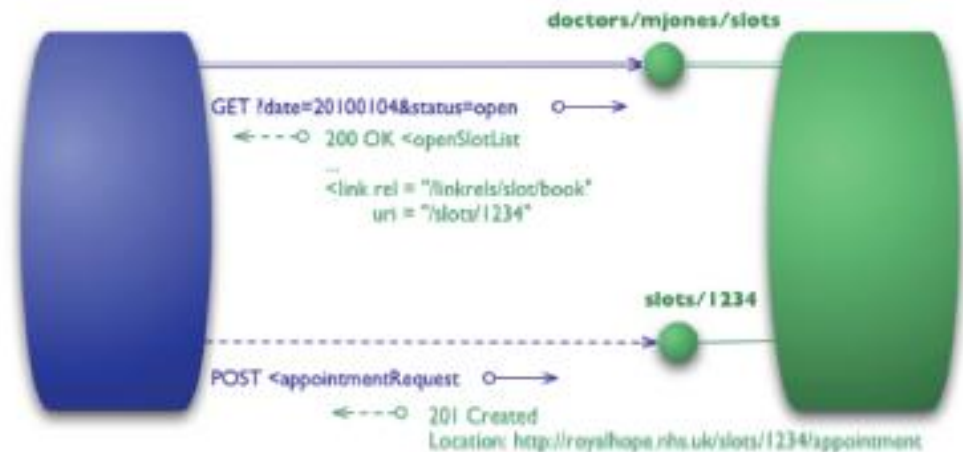 doctors/mjones/slots
GET ?date=20100104&status=open
200 OK <openSlotList
...
<link rel = "/linkrels/slot/book"
uri = "/slots/1234"
slots/1234
POST <appointmentRequest
201 Created
Location: http://royalhope.nhs.uk/slots/1234/appointment